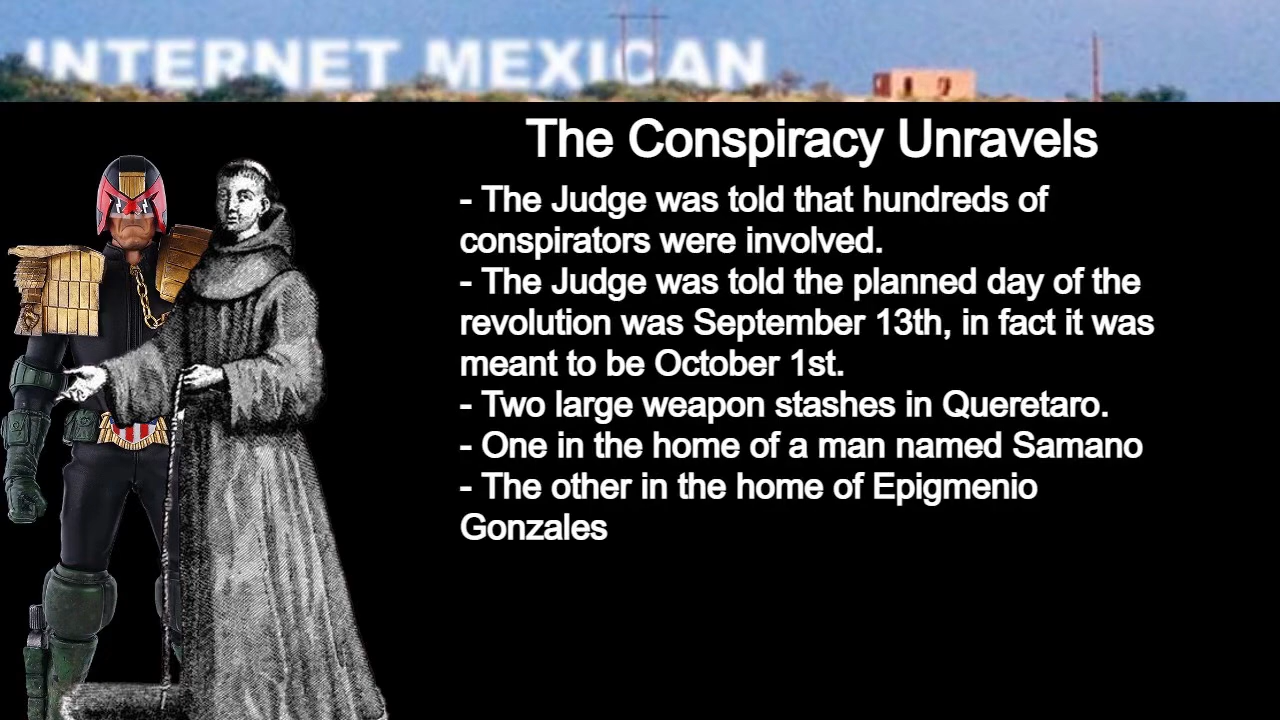 INTERNET MEXICAN
The Conspiracy Unravels
- The Judge was told that hundreds of
conspirators were involved.
- The Judge was told the planned day of the
revolution was September 13th, in fact it was
meant to be October 1st.
- Two large weapon stashes in Queretaro.
- One in the home of a man named Samano
- The other in the home of Epigmenio
Gonzales